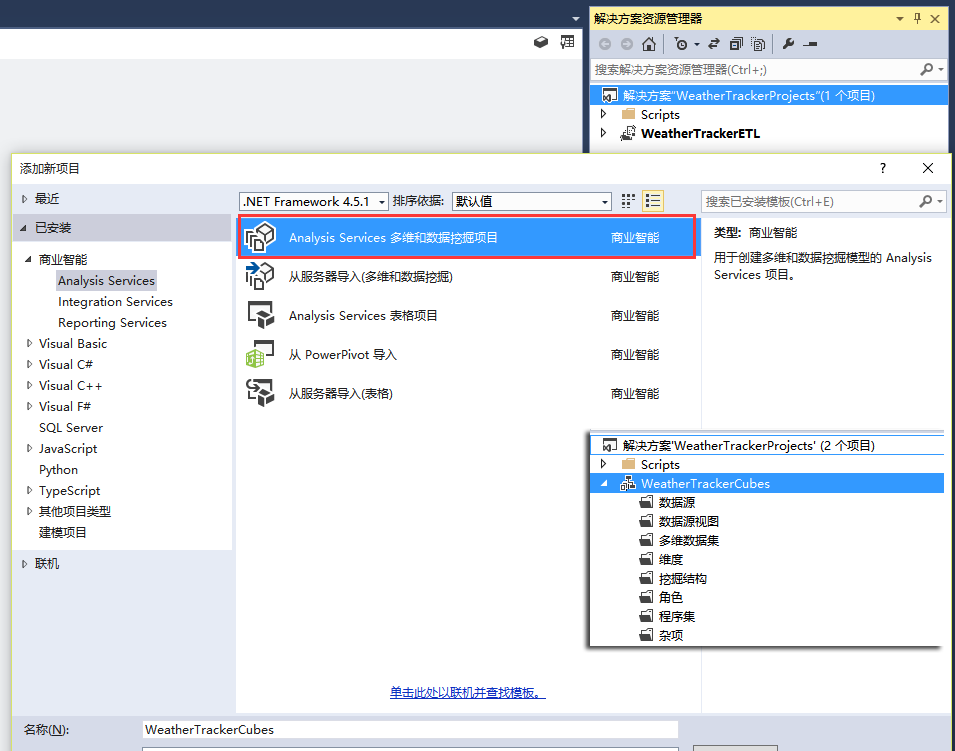 解决方案资源管理器
搜索解决方案资源管理器(Ctrl+;)
解决方案"WeatherTrackerProjects"(1 个项目)
Scripts
WeatherTrackerETL
添加新项目
?
最近
.NET Framework 4.5.1 排序依据: 默认值
搜索已安装模板(Ctrl+E)
已安装
商业智能
Analysis Services
Integration Services
Reporting Services
Visual Basic
Visual C#
Visual C++
Visual F#
SQL Server
JavaScript
Python
TypeScript
其他项目类型
建模项目
联机
Analysis Services 多维和数据挖掘项目 商业智能
从服务器导入(多维和数据挖掘) 商业智能
Analysis Services 表格项目 商业智能
从 PowerPivot 导入 商业智能
从服务器导入(表格) 商业智能
类型: 商业智能
用于创建多维和数据挖掘模型的 Analysis
Services 项目。
解决方案'WeatherTrackerProjects' (2 个项目)
Scripts
WeatherTrackerCubes
数据源
数据源视图
多维数据集
维度
挖掘结构
角色
程序集
杂项
单击此处以联机并查找模板。
名称(N): WeatherTrackerCubes